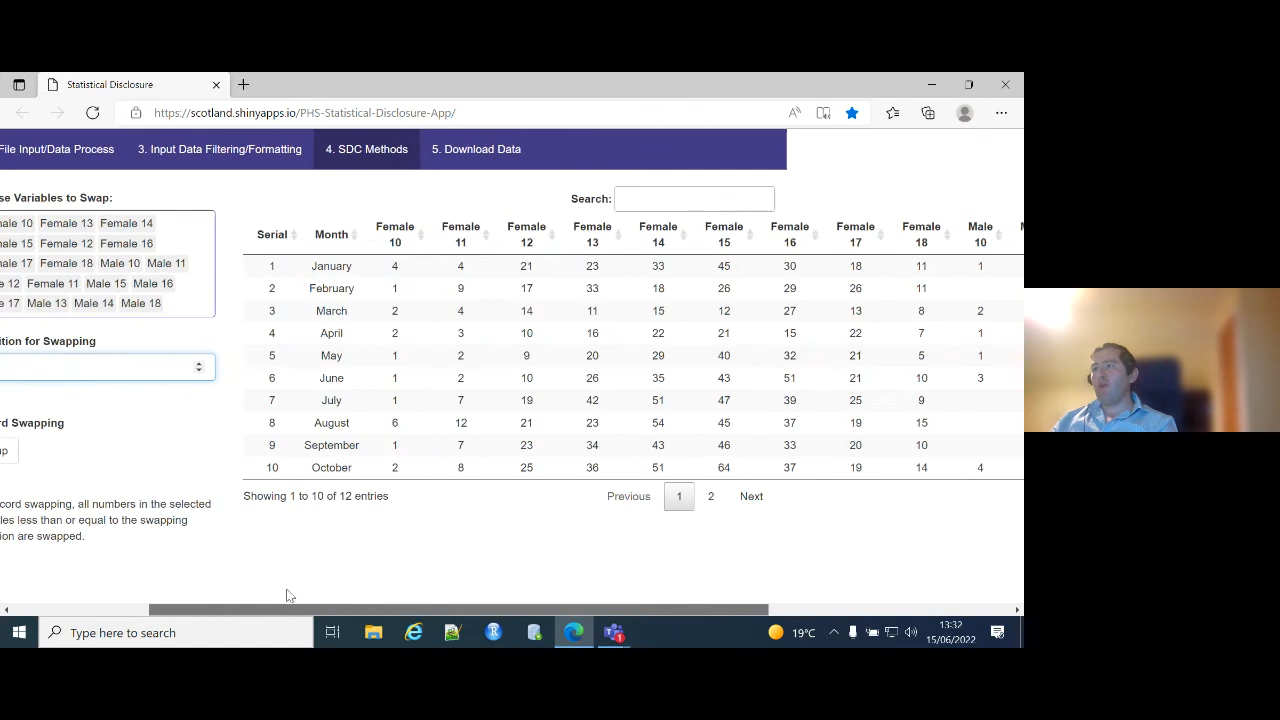 Statistical Disclosure
https://scotland.shinyapps.io/PHS-Statistical-Disclosure-App/
File Input/Data Process 3. Input Data Filtering/Formatting 4. SDC Methods 5. Download Data
se Variables to Swap:
nale 10 Female 13 Female 14
nale 15 Female 12 Female 16
nale 17 Female 18 Male 10 Male 11
e 12 Female 11 Male 15 Male 16
e 17 Male 13 Male 14 Male 18
ition for Swapping
rd Swapping
ap
cord swapping, all numbers in the selected
les less than or equal to the swapping
ion are swapped.
Search:
Serial Month Female 10 Female 11 Female 12 Female 13 Female 14 Female 15 Female 16 Female 17 Female 18 Male 10
1 January 4 4 21 23 33 45 30 18 11 1
2 February 1 9 17 33 18 26 29 26 11
3 March 2 4 14 11 15 12 27 13 8 2
4 April 2 3 10 16 22 21 15 22 7 1
5 May 1 2 9 20 29 40 32 21 5 1
6 June 1 2 10 26 35 43 51 21 10 3
7 July 1 7 19 42 51 47 39 25 9
8 August 6 12 21 23 54 45 37 19 15
9 September 1 7 23 34 43 46 33 20 10
10 October 2 8 25 36 51 64 37 19 14 4
Showing 1 to 10 of 12 entries
Previous 1 2 Next
Type here to search
1
19°C
13:32
15/06/2022